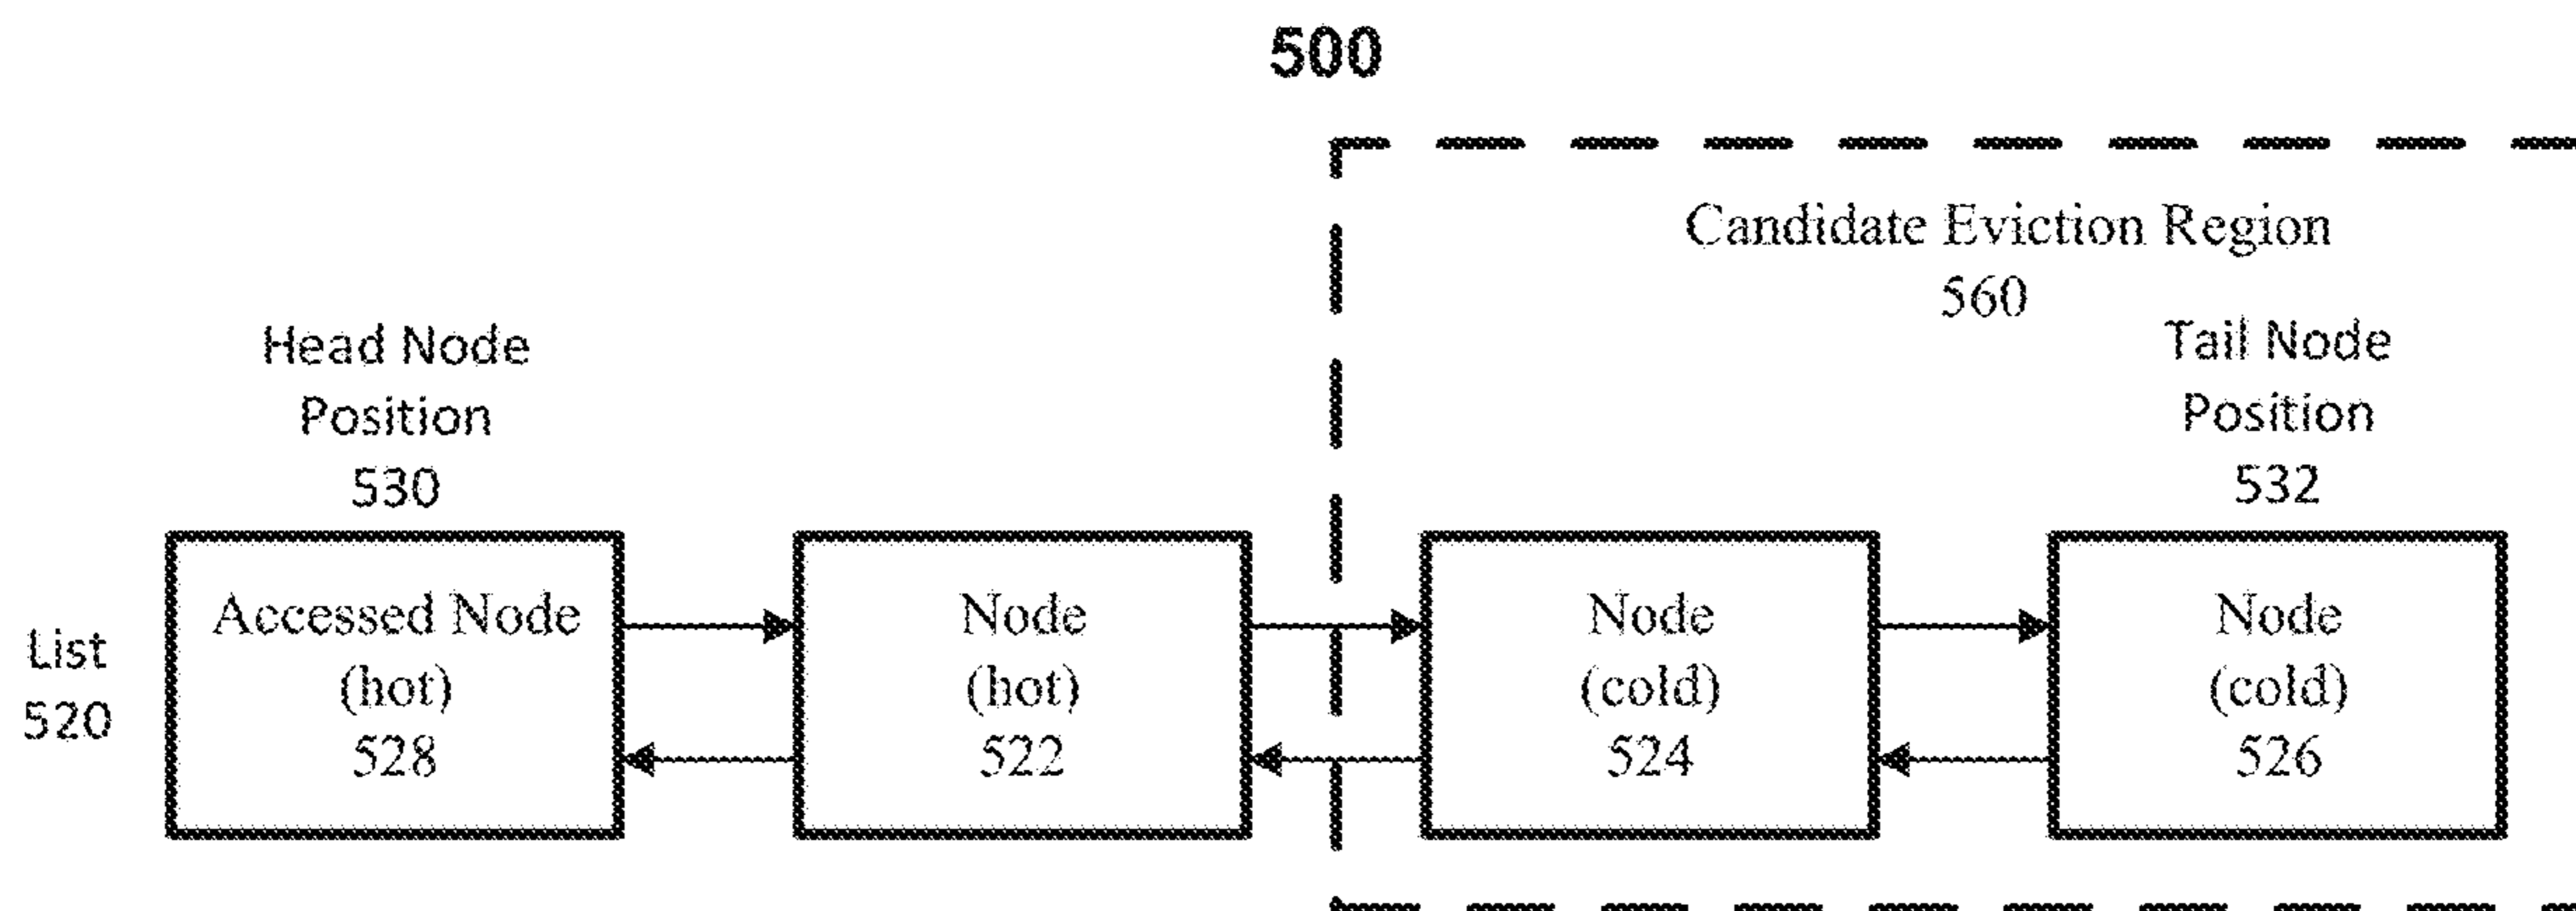 500
Candidate Eviction Region
560
Head Node
Position
530
Tail Node
Position
532
List
520
Accessed Node
(hot)
528
Node
(hot)
522
Node
(cold)
524
Node
(cold)
526